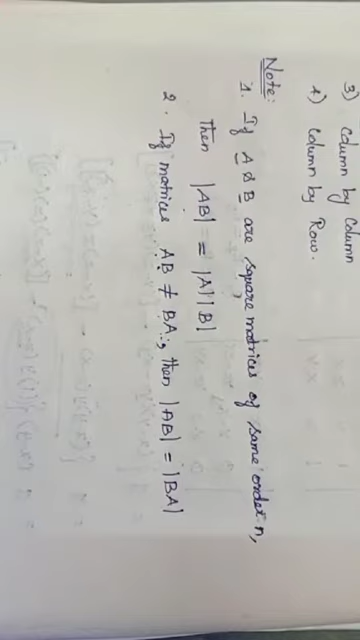 3) Column by Column
4) Column by Row.
Note:
1. If A & B are square matrices of same order n,
Then |AB| = |A||B|
2. If matrices AB ≠ BA, then |AB| = |BA|